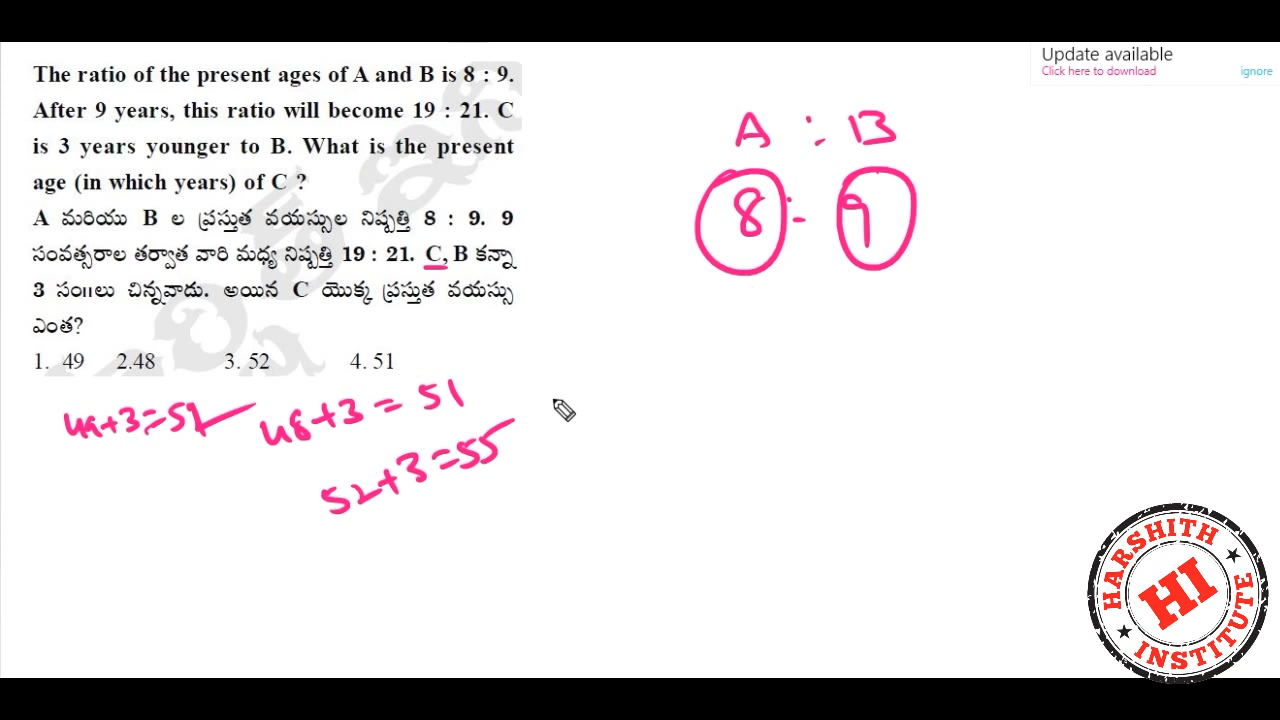 The ratio of the present ages of A and B is 8 : 9.
After 9 years, this ratio will become 19 : 21. C
is 3 years younger to B. What is the present
age (in which years) of C ?
A మరియు B ల ప్రస్తుత వయస్సుల నిష్పత్తి 8 : 9. 9
సంవత్సరాల తర్వాత వారి మధ్య నిష్పత్తి 19 : 21. C, B కన్నా
3 సం॥లు చిన్నవాడు. అయిన C యొక్క ప్రస్తుత వయస్సు
ఎంత?
1. 49 2.48 3. 52 4. 51
48+3 = 51
52+3=55
A : B
8 : 9
Update available
Click here to download ignore
HARSHITH
HI
INSTITUTE